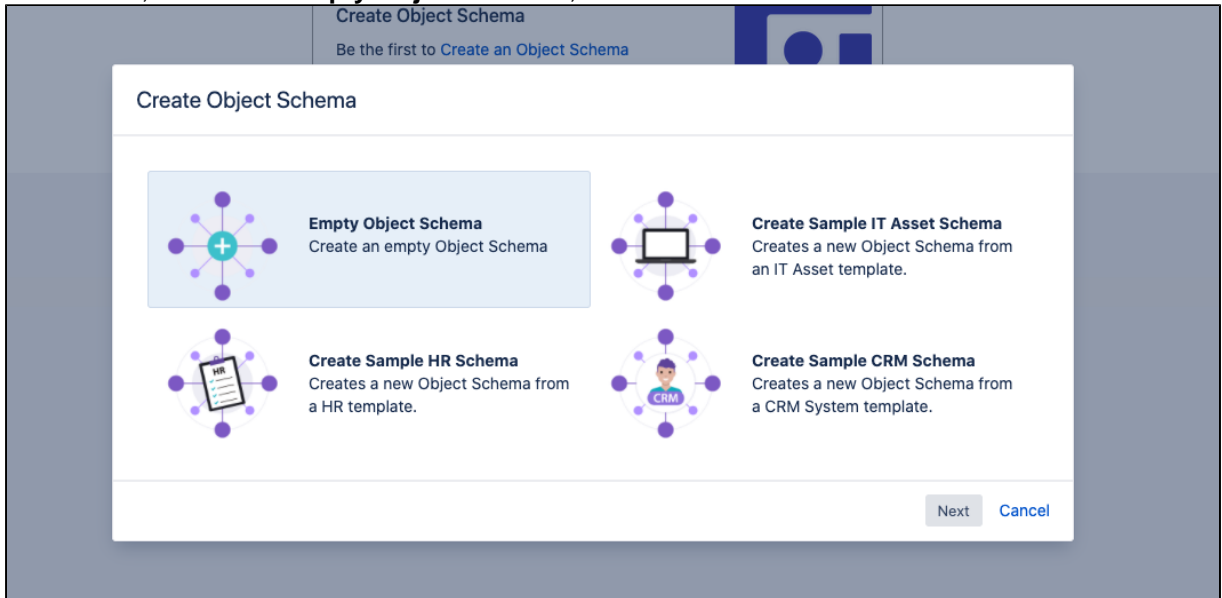 Create Object Schema
Be the first to Create an Object Schema
Create Object Schema
Empty Object Schema
Create an empty Object Schema
Create Sample IT Asset Schema
Creates a new Object Schema from
an IT Asset template.
Create Sample HR Schema
Creates a new Object Schema from
a HR template.
HR
Create Sample CRM Schema
Creates a new Object Schema from
a CRM System template.
CRM
Next Cancel